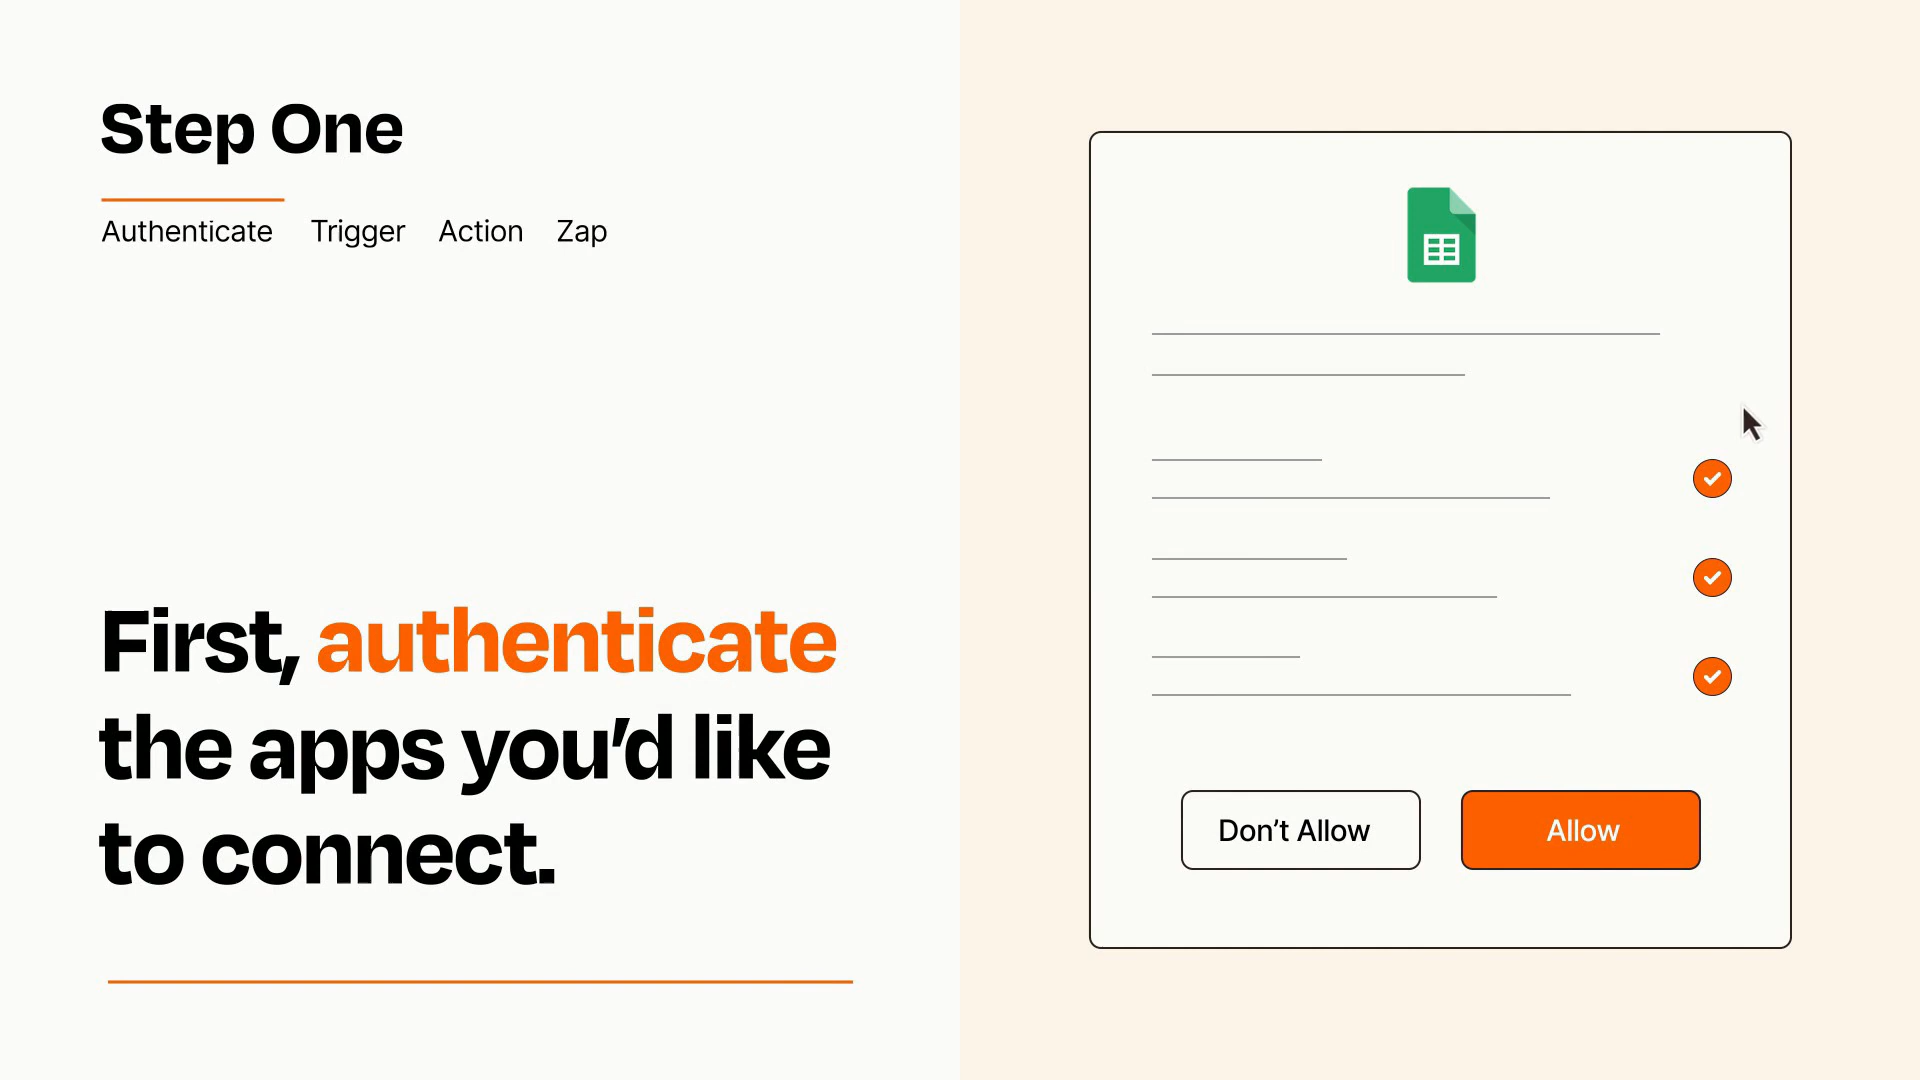 Step One
Authenticate Trigger Action Zap
First, authenticate
the apps you’d like
to connect.
Don’t Allow
Allow